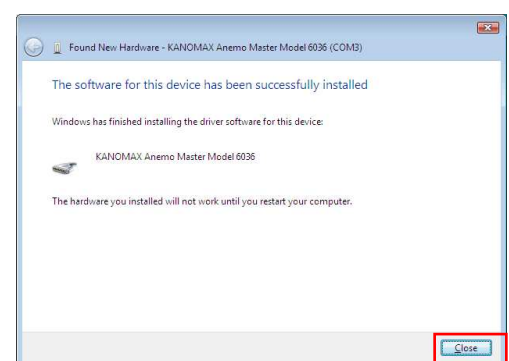 Found New Hardware - KANOMAX Anemo Master Model 6036 (COM3)
The software for this device has been successfully installed
Windows has finished installing the driver software for this device:
KANOMAX Anemo Master Model 6036
The hardware you installed will not work until you restart your computer.
Close